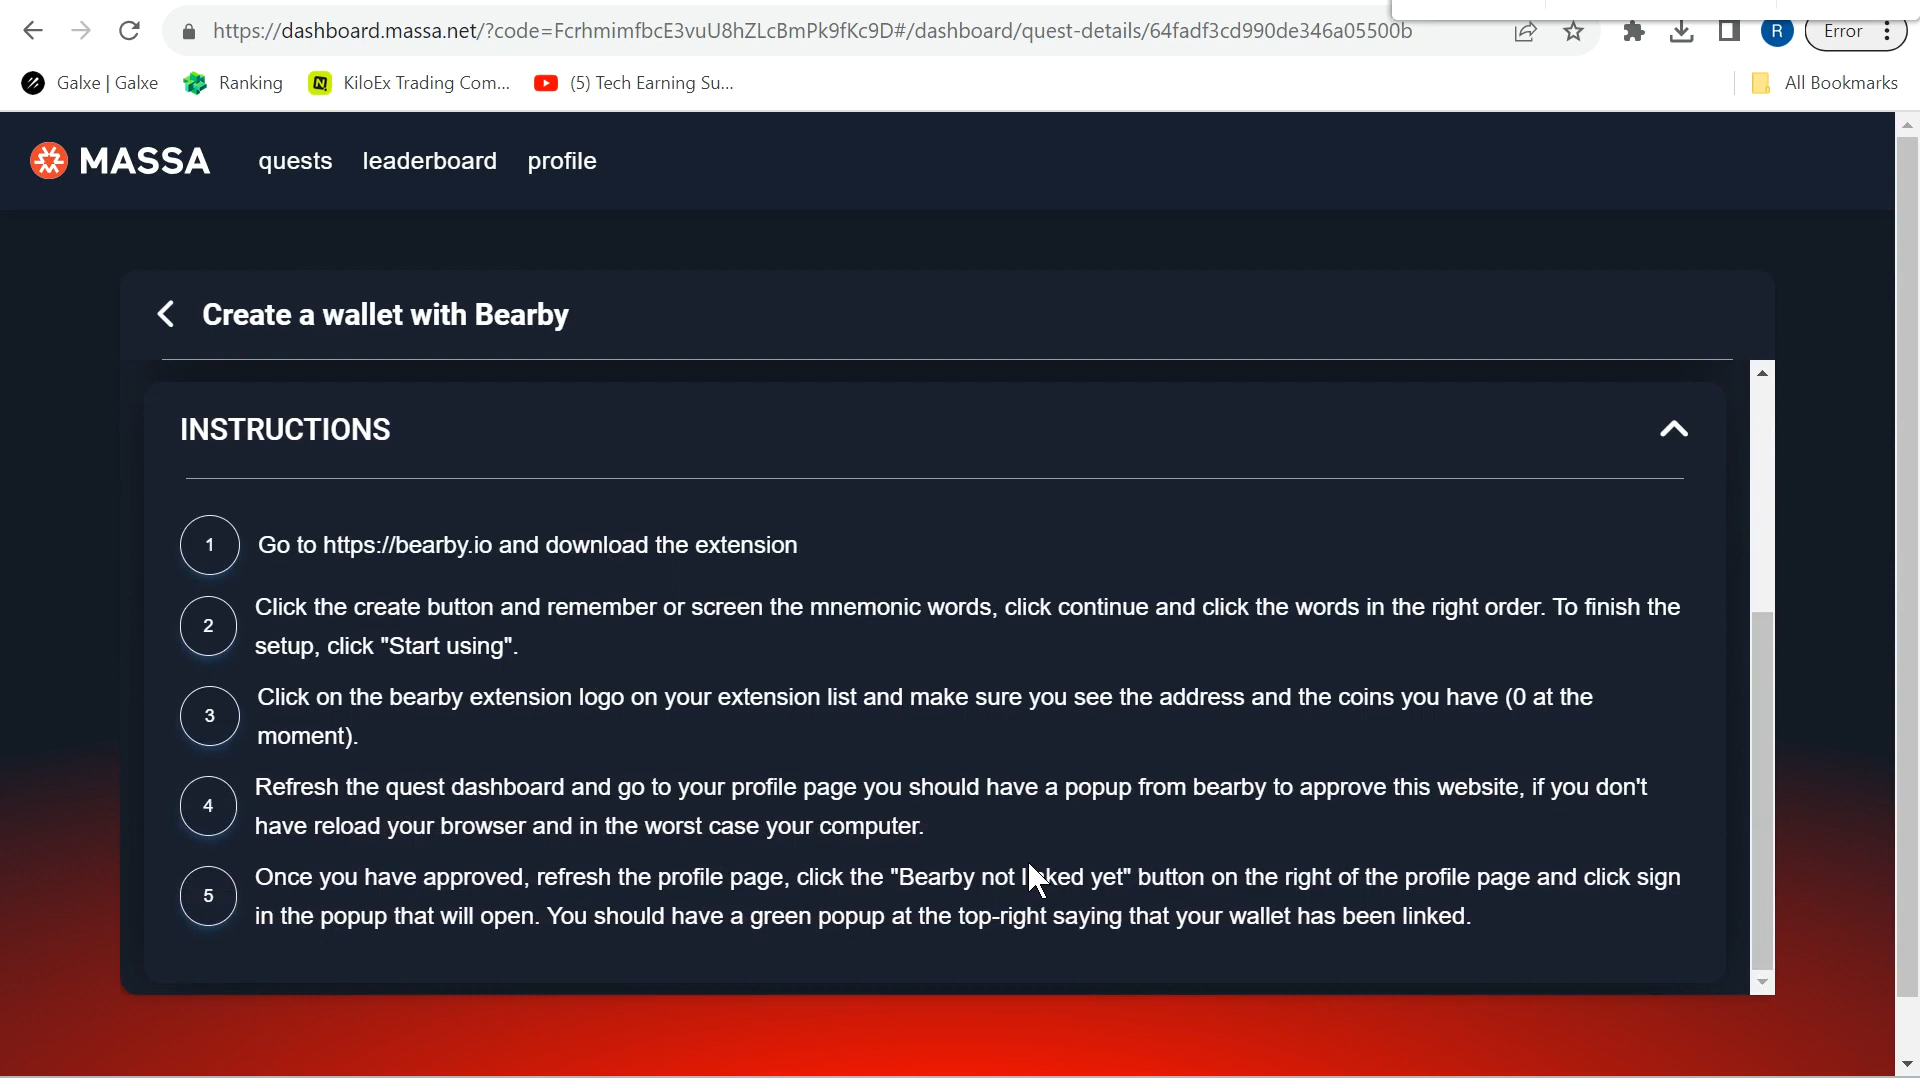 https://dashboard.massa.net/?code=FcrhmimfbcE3vuU8hZLcBmPk9fKc9D#/dashboard/quest-details/64fadf3cd990de346a05500b
R
Error
Galxe | Galxe
Ranking
KiloEx Trading Com...
(5) Tech Earning Su...
All Bookmarks
MASSA
quests
leaderboard
profile
Create a wallet with Bearby
INSTRUCTIONS
1
Go to https://bearby.io and download the extension
2
Click the create button and remember or screen the mnemonic words, click continue and click the words in the right order. To finish the
setup, click "Start using".
3
Click on the bearby extension logo on your extension list and make sure you see the address and the coins you have (0 at the
moment).
4
Refresh the quest dashboard and go to your profile page you should have a popup from bearby to approve this website, if you don't
have reload your browser and in the worst case your computer.
5
Once you have approved, refresh the profile page, click the "Bearby not linked yet" button on the right of the profile page and click sign
in the popup that will open. You should have a green popup at the top-right saying that your wallet has been linked.